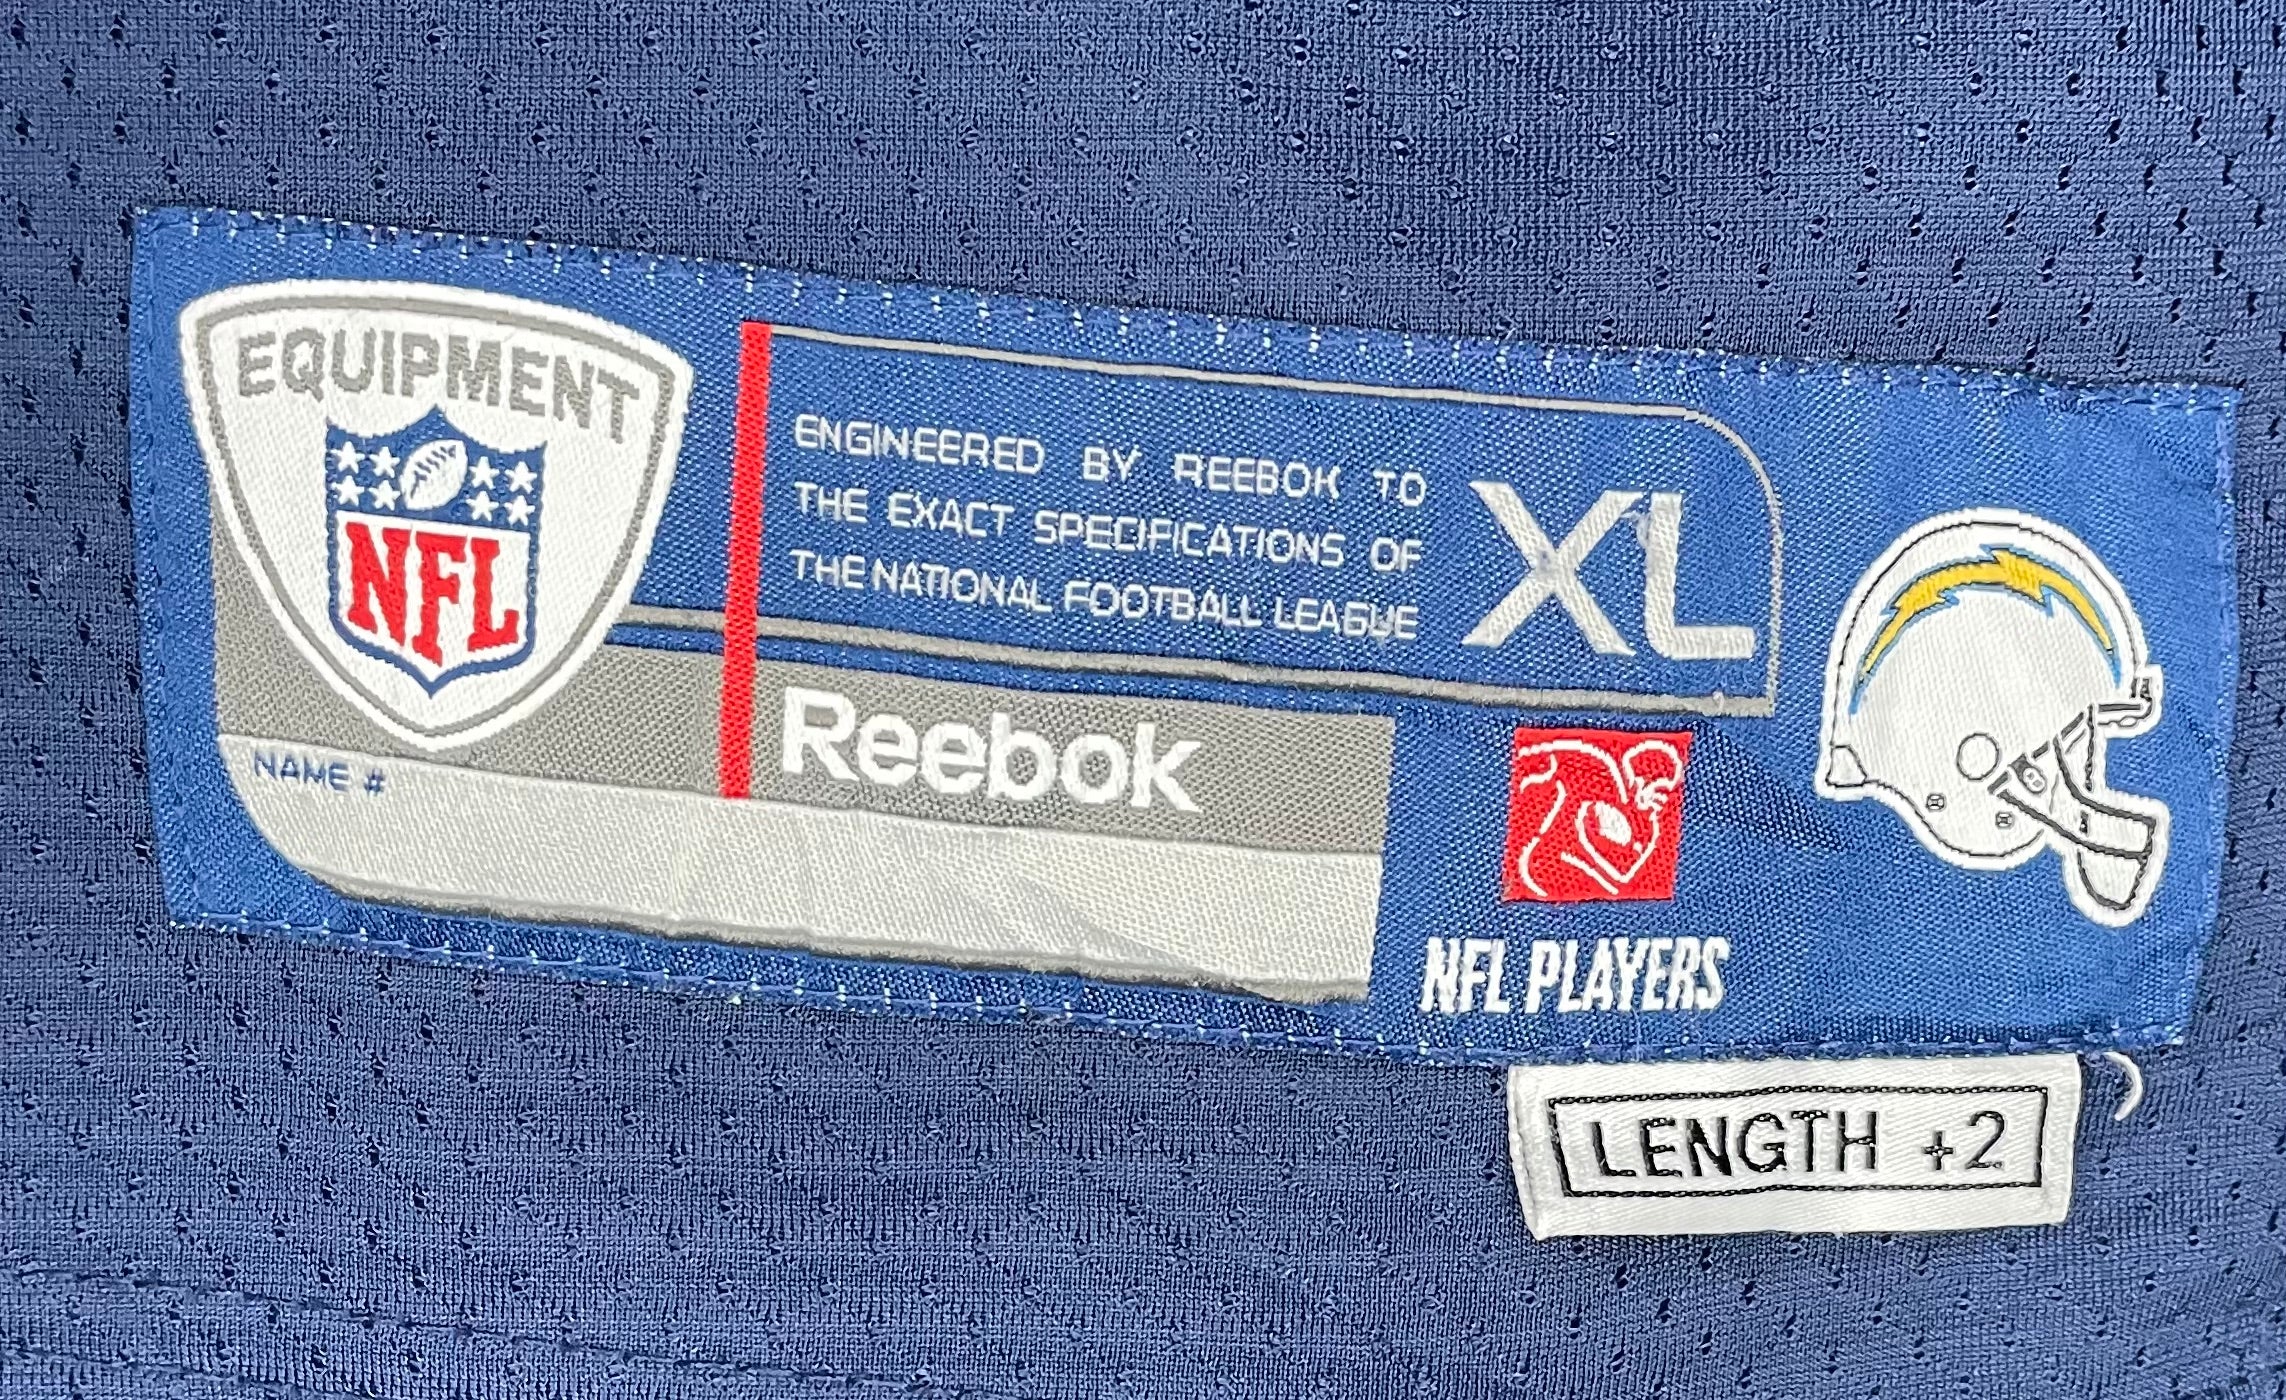 EQUIPMENT
NFL
ENGINEERED BY REEBOK TO
THE EXACT SPECIFICATIONS OF
THE NATIONAL FOOTBALL LEAGUE
XL
Reebok
NAME #
NFL PLAYERS
LENGTH +2